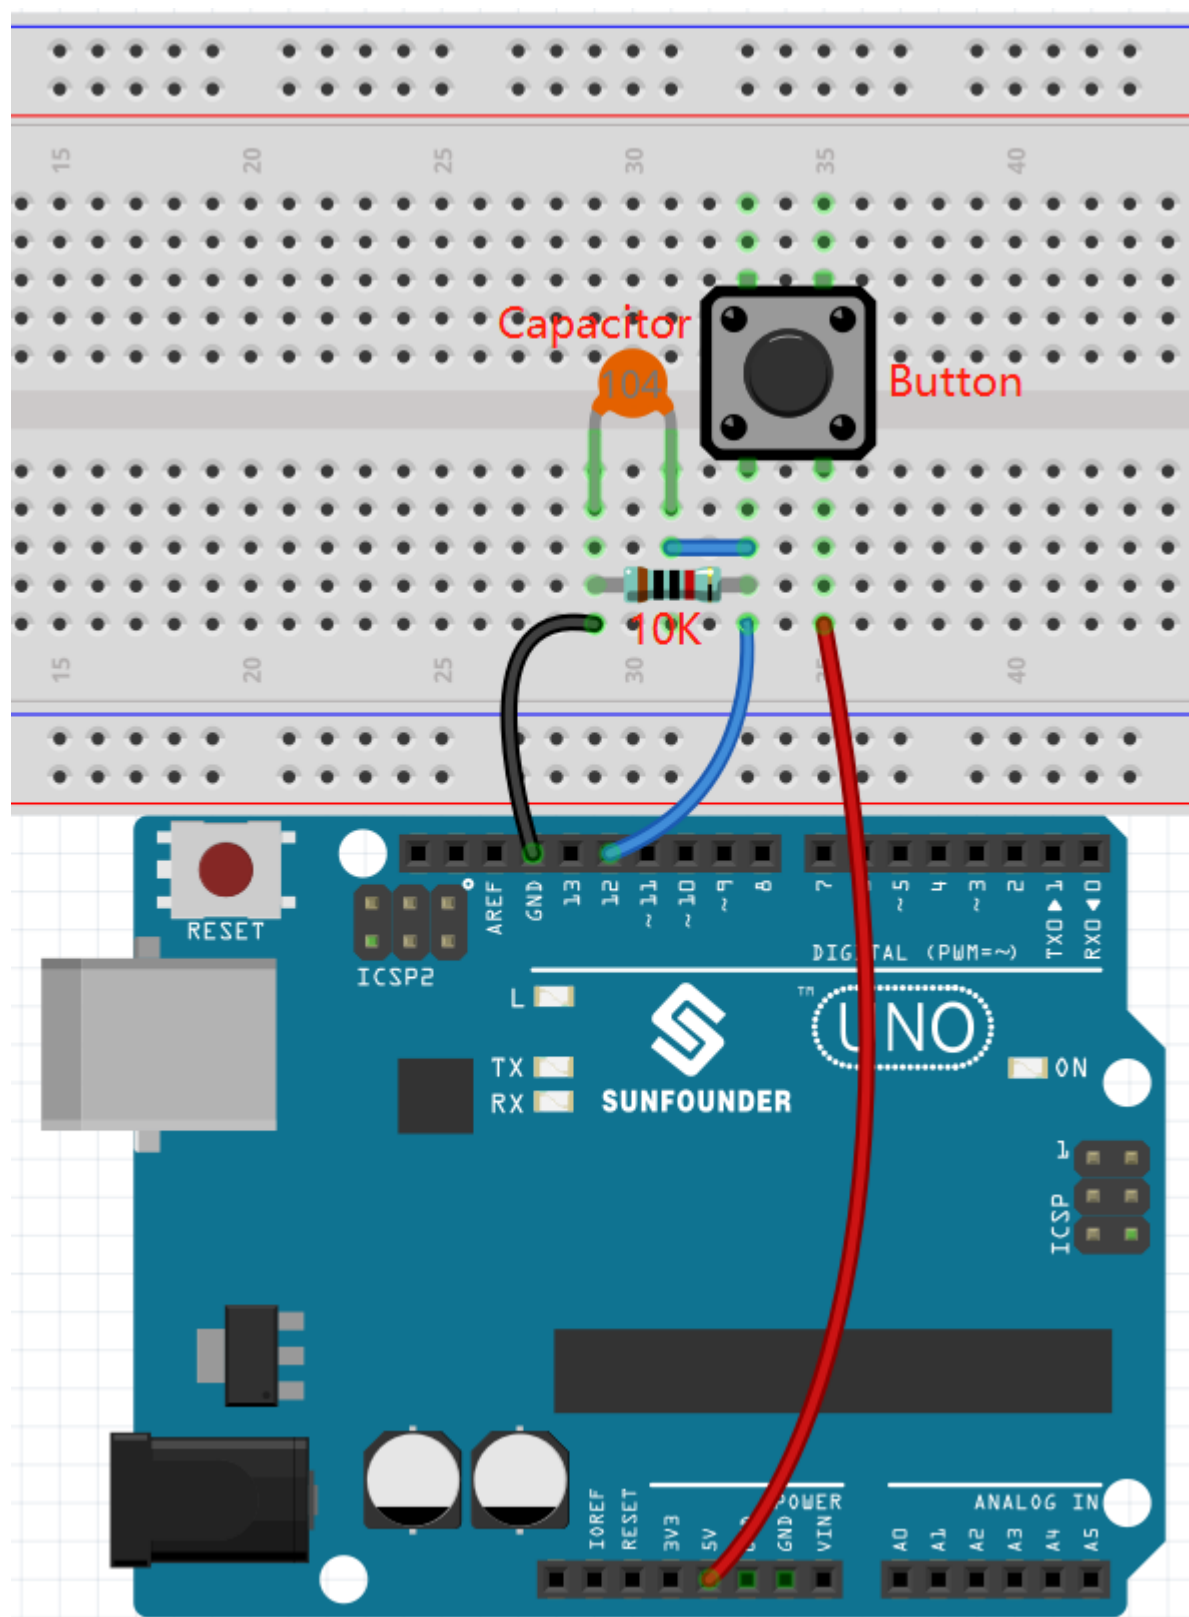 15 20 25 30 35 40
Capacitor
104
Button
10K
15 20 25 30 35 40
AREF GND 13 12 ~11 ~10 ~9 8 7 ~5 4 ~3 2 TX0▶1 RX0◀0
RESET
ICSP2
DIGITAL (PWM=~)
L
TM
UNO
TX
RX
ON
SUNFOUNDER
1
ICSP
POWER
ANALOG IN
IOREF RESET 3V3 5V GND VIN A0 A1 A2 A3 A4 A5